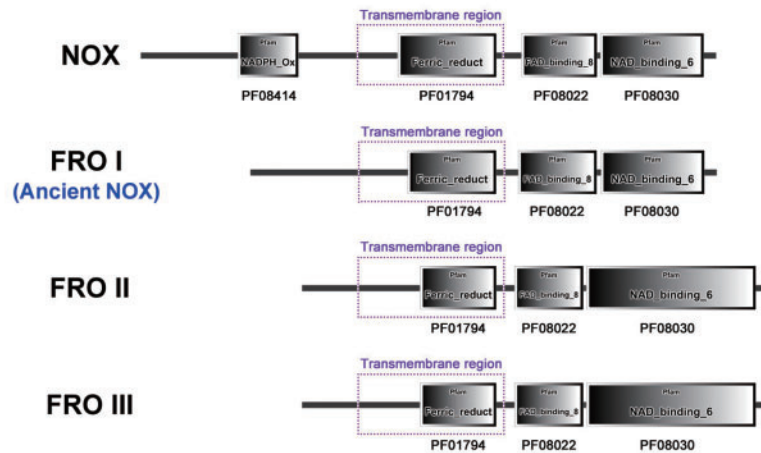 Transmembrane region
NOX
Pfam Pfam Pfam Pfam
NADPH_Ox Ferric_reduct FAD_binding_8 NAD_binding_6
PF08414 PF01794 PF08022 PF08030
Transmembrane region
FRO I
(Ancient NOX)
Pfam Pfam Pfam
Ferric_reduct FAD_binding_8 NAD_binding_6
PF01794 PF08022 PF08030
Transmembrane region
FRO II
Pfam Pfam Pfam
Ferric_reduct FAD_binding_8 NAD_binding_6
PF01794 PF08022 PF08030
Transmembrane region
FRO III
Pfam Pfam Pfam
Ferric_reduct FAD_binding_8 NAD_binding_6
PF01794 PF08022 PF08030